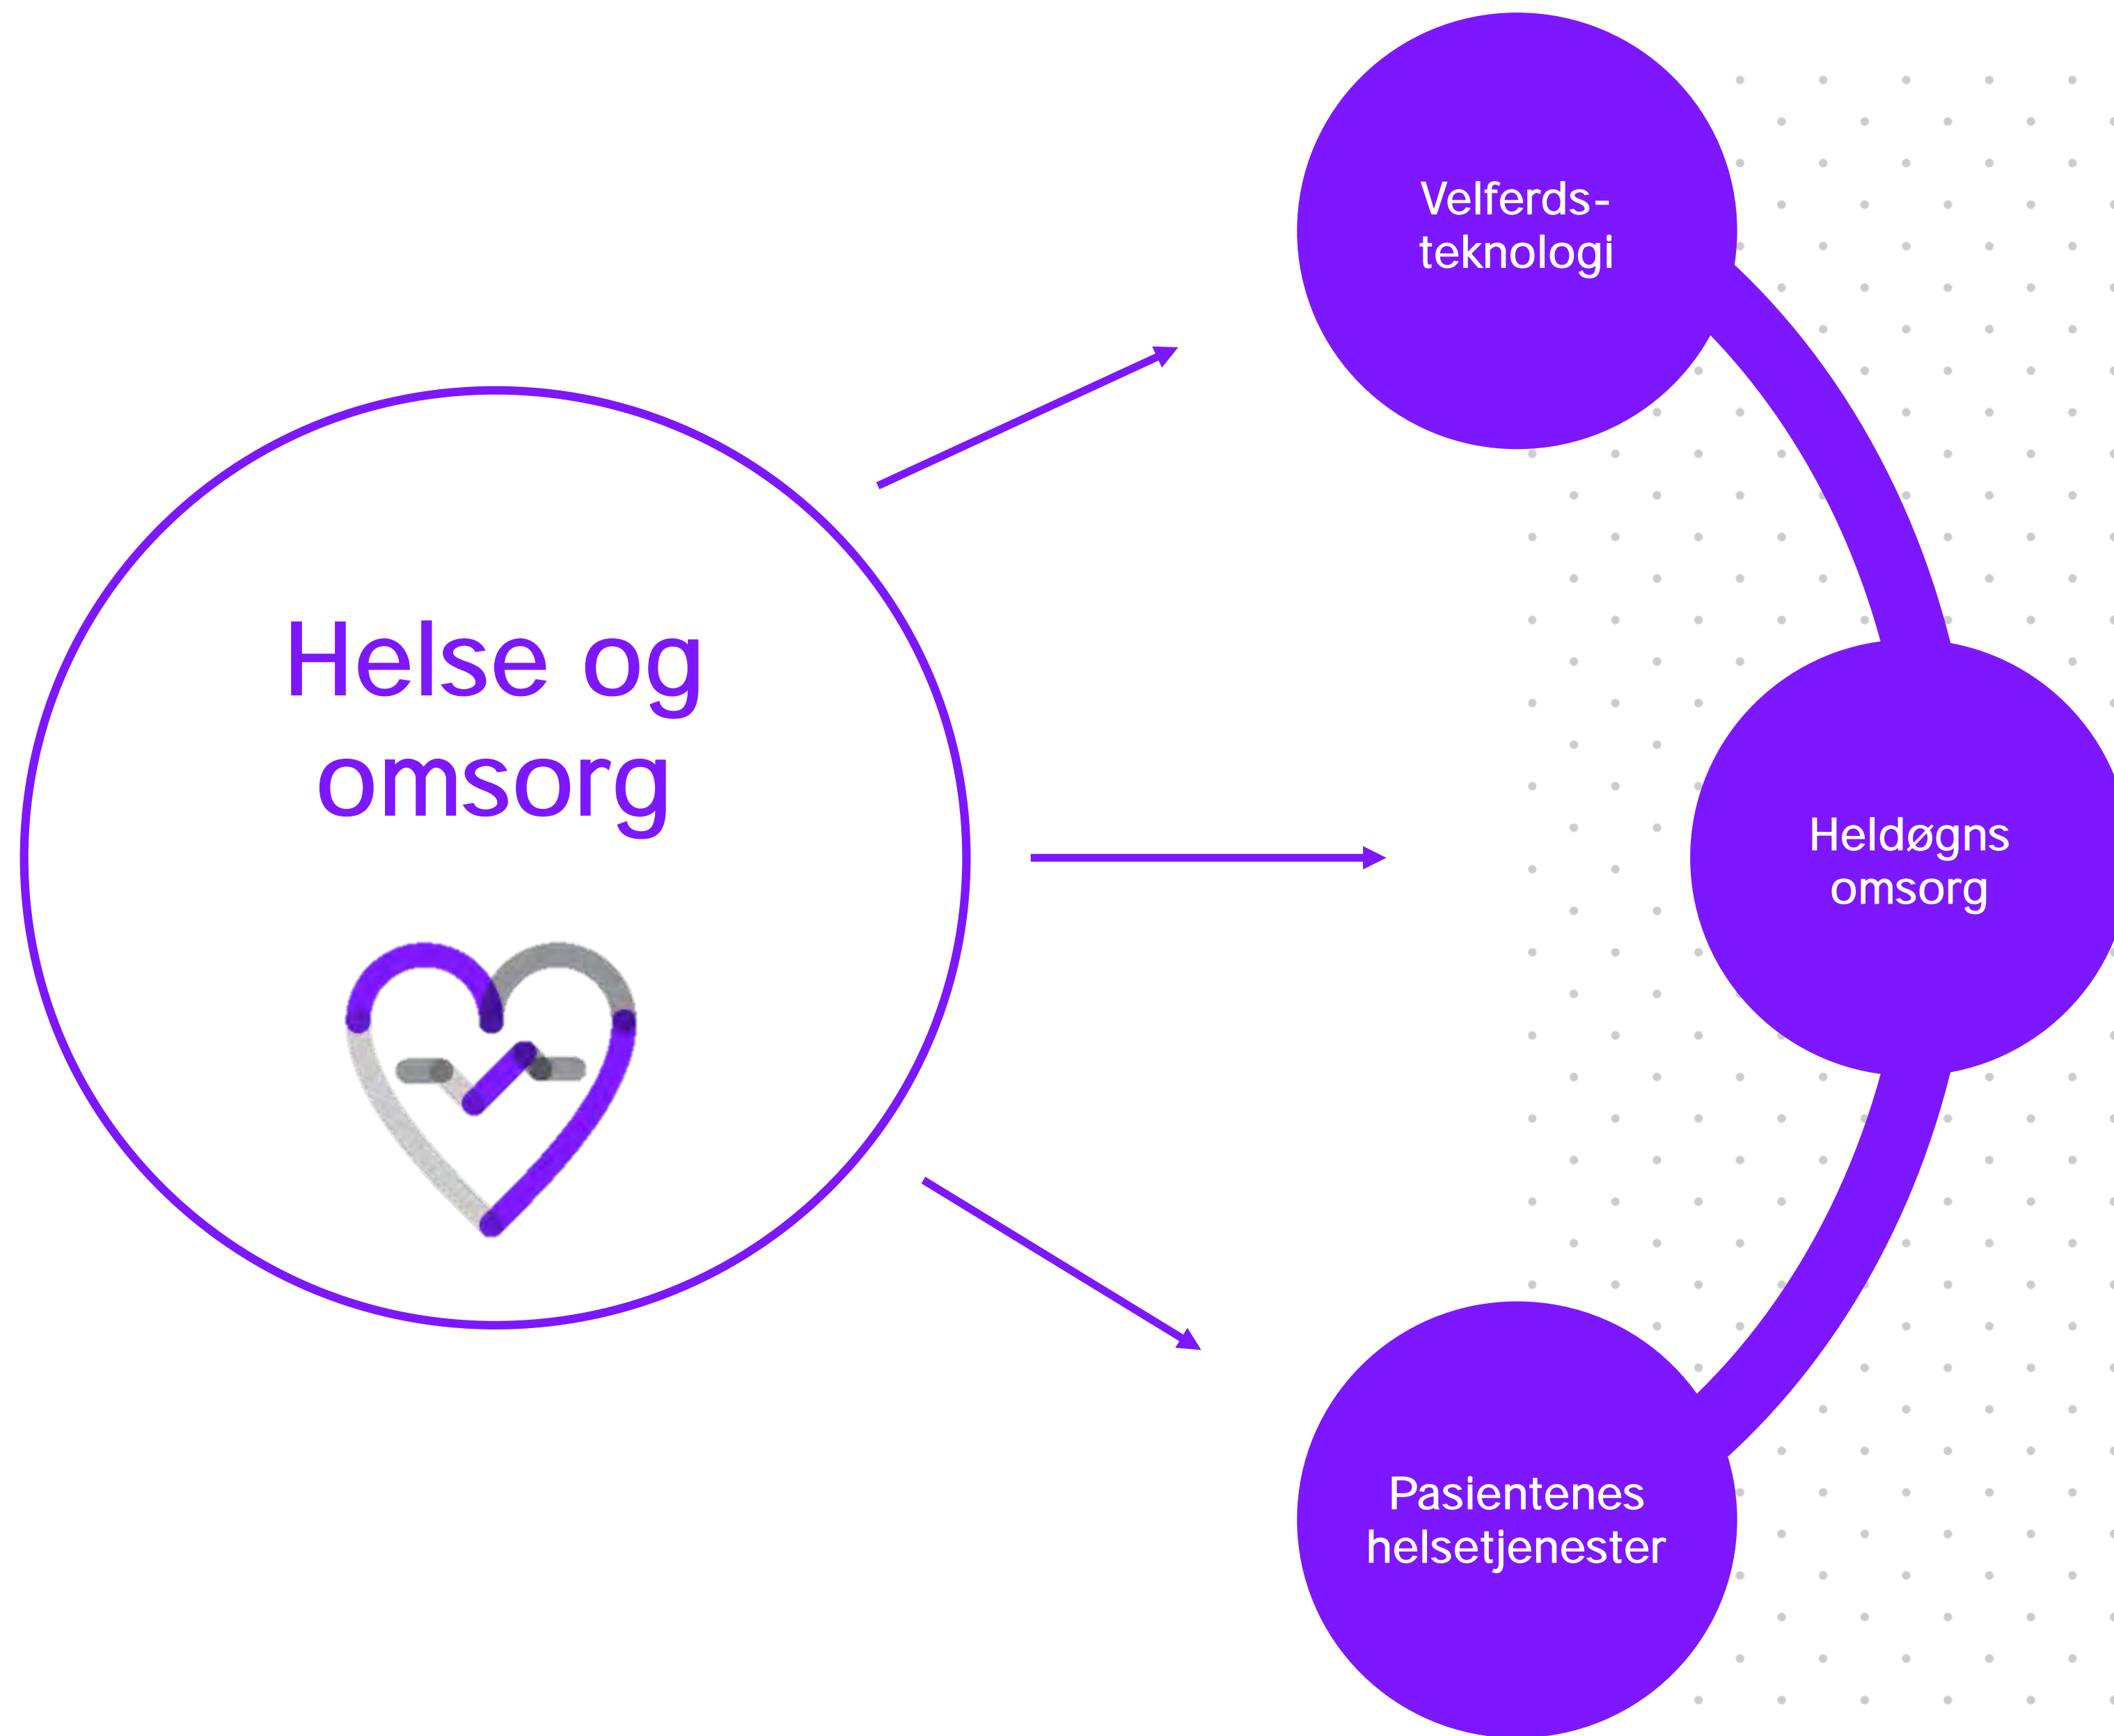 Helse og
omsorg
Velferds-
teknologi
Heldøgns
omsorg
Pasientenes
helsetjenester